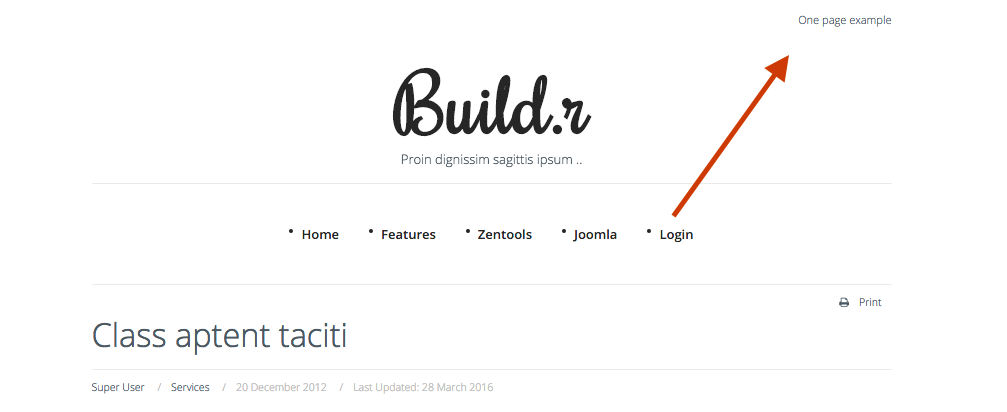 One page example
Build.r
Proin dignissim sagittis ipsum ..
• Home • Features • Zentools • Joomla • Login
Print
Class aptent taciti
Super User / Services / 20 December 2012 / Last Updated: 28 March 2016